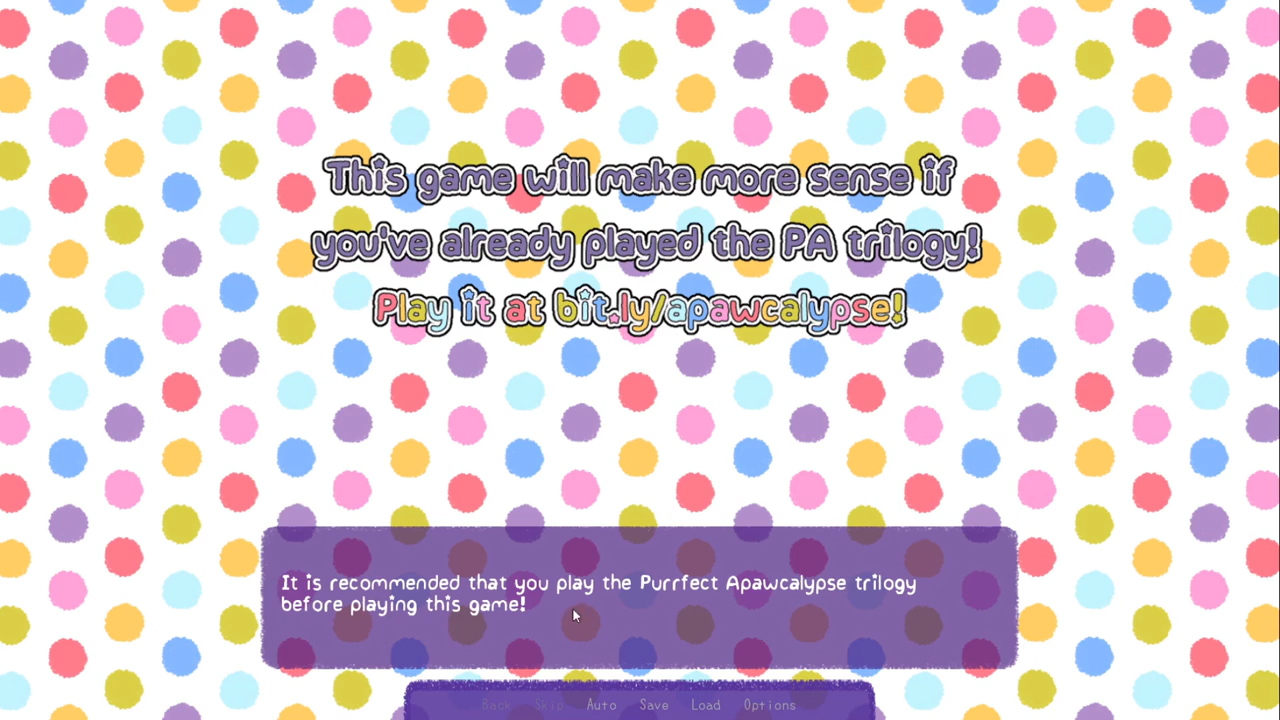 This game will make more sense if
you've already played the PA trilogy!
Play it at bit.ly/apawcalypse!
It is recommended that you play the Purrfect Apawcalypse trilogy
before playing this game!
Back Skip Auto Save Load Options